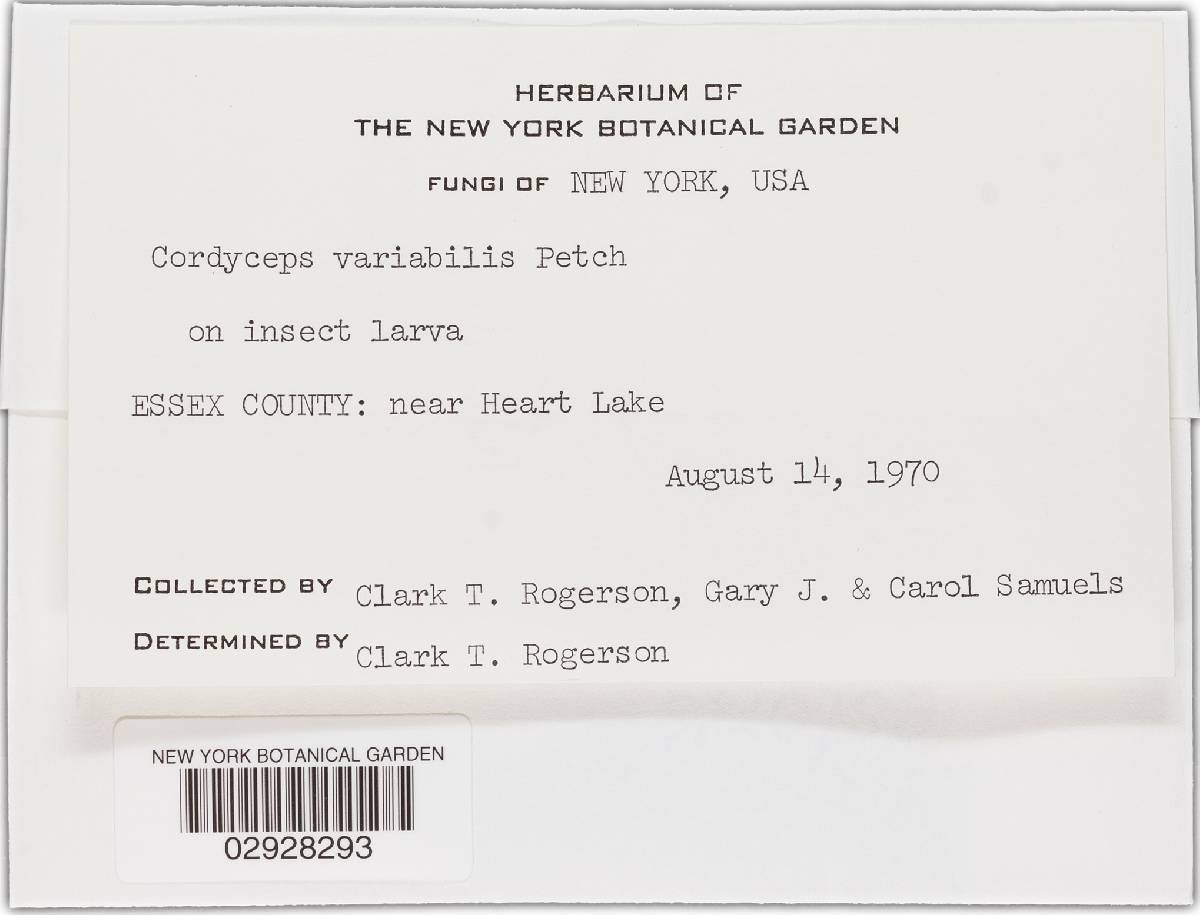 HERBARIUM OF
THE NEW YORK BOTANICAL GARDEN
FUNGI OF NEW YORK, USA
Cordyceps variabilis Petch
on insect larva
ESSEX COUNTY: near Heart Lake
August 14, 1970
COLLECTED BY Clark T. Rogerson, Gary J. & Carol Samuels
DETERMINED BY Clark T. Rogerson
NEW YORK BOTANICAL GARDEN
02928293